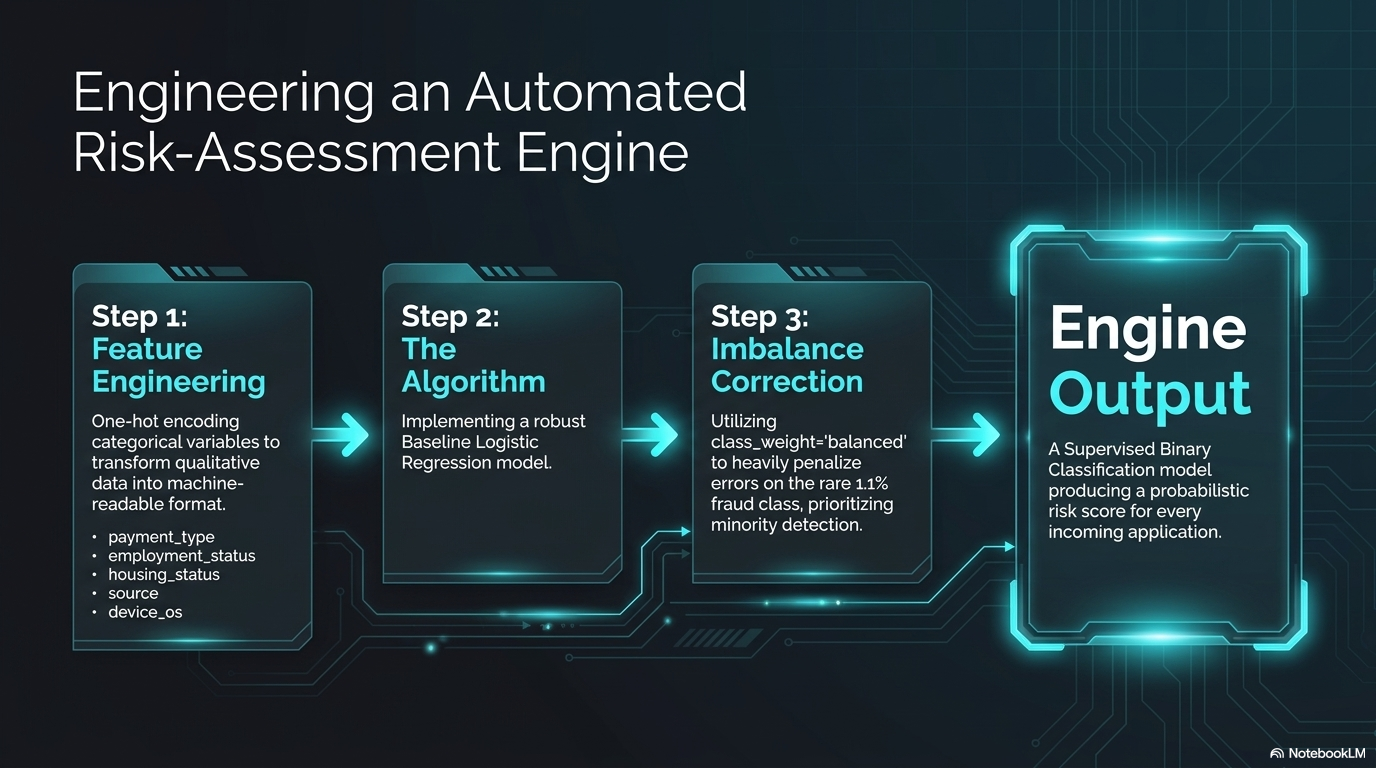 Engineering an Automated
Risk-Assessment Engine
Step 1:
Feature
Engineering
One-hot encoding
categorical variables to
transform qualitative
data into machine-
readable format.
• payment_type
• employment_status
• housing_status
• source
• device_os
Step 2:
The
Algorithm
Implementing a robust
Baseline Logistic
Regression model.
Step 3:
Imbalance
Correction
Utilizing
class_weight='balanced'
to heavily penalize
errors on the rare 1.1%
fraud class, prioritizing
minority detection.
Engine
Output
A Supervised Binary
Classification model
producing a probabilistic
risk score for every
incoming application.
NotebookLM